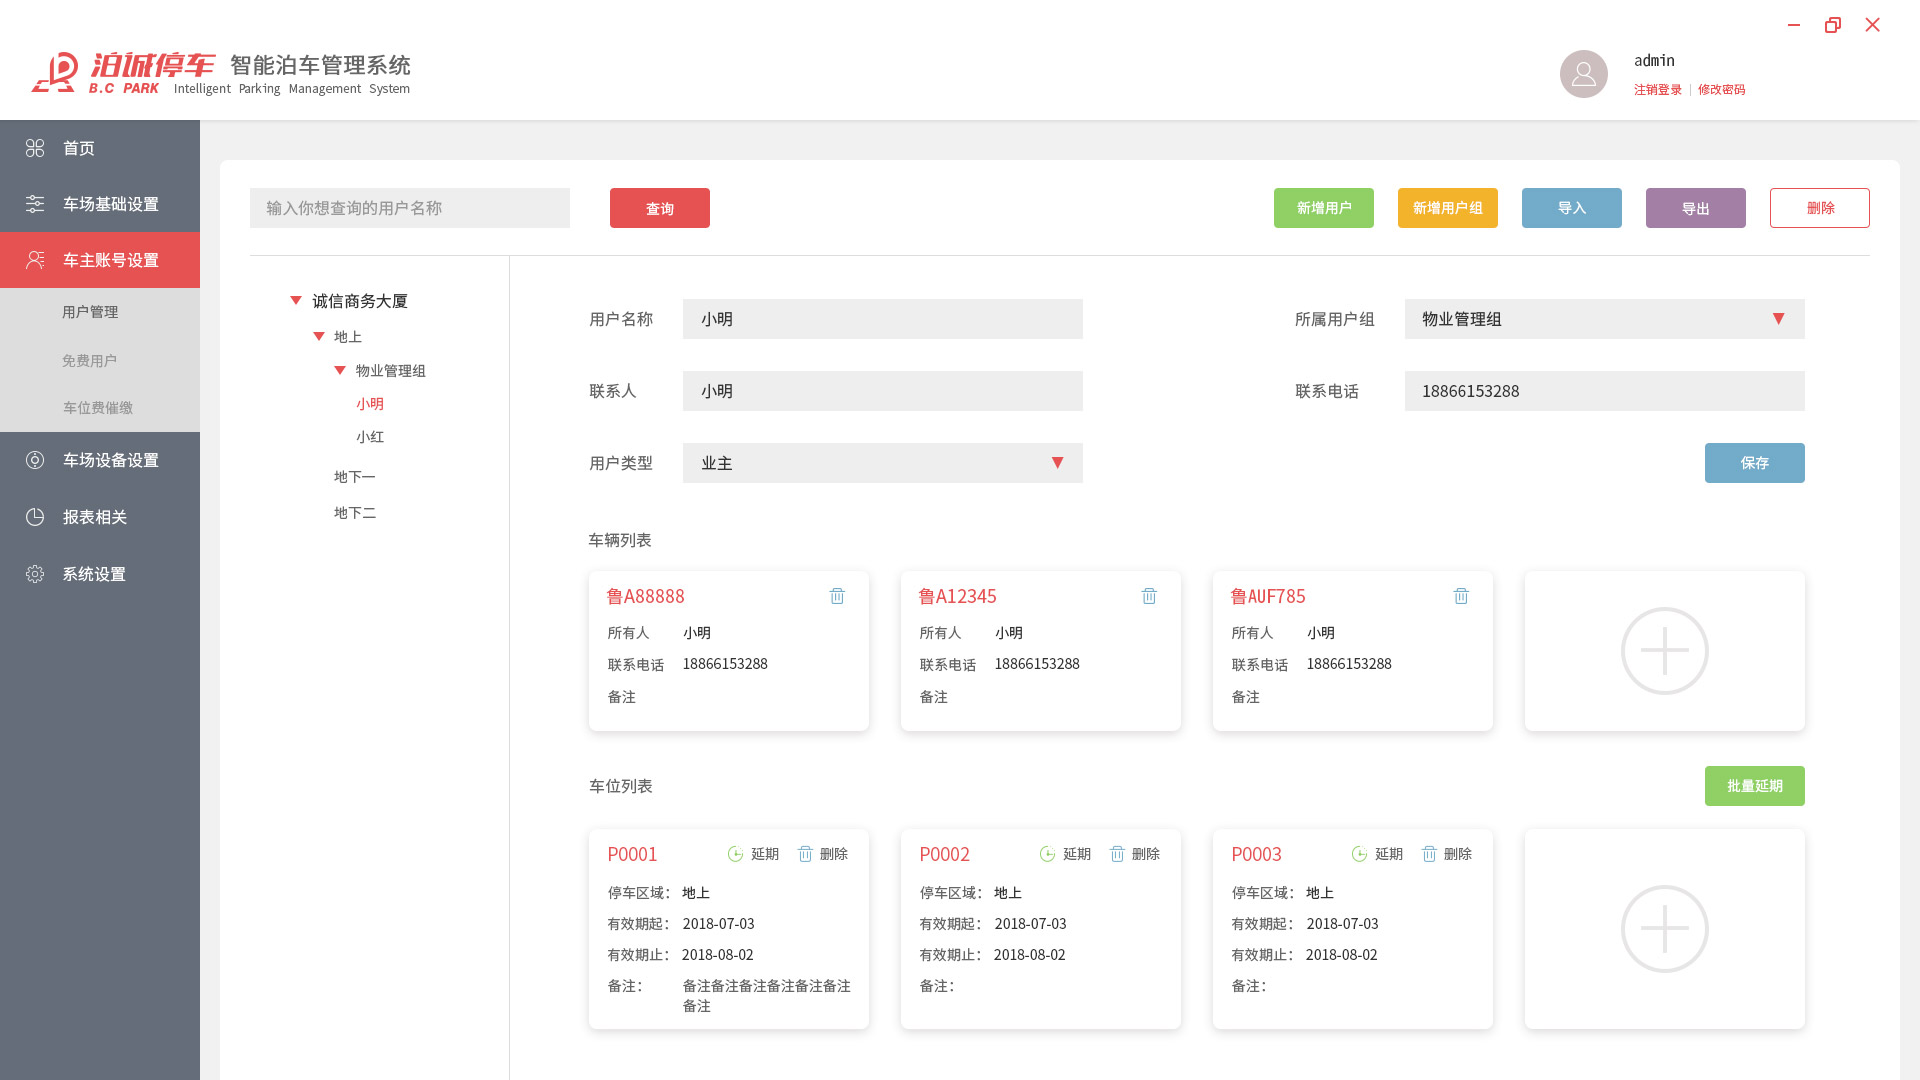 泊诚停车 智能泊车管理系统
B.C PARK Intelligent Parking Management System
admin
注销登录 | 修改密码
首页
车场基础设置
车主账号设置
用户管理
免费用户
车位费催缴
车场设备设置
报表相关
系统设置
输入你想查询的用户名称 查询 新增用户 新增用户组 导入 导出 删除
诚信商务大厦
地上
物业管理组
小明
小红
地下一
地下二
用户名称 小明 所属用户组 物业管理组
联系人 小明 联系电话 18866153288
用户类型 业主 保存
车辆列表
鲁A88888
所有人 小明
联系电话 18866153288
备注
鲁A12345
所有人 小明
联系电话 18866153288
备注
鲁AUF785
所有人 小明
联系电话 18866153288
备注
车位列表 批量延期
P0001 延期 删除
停车区域： 地上
有效期起： 2018-07-03
有效期止： 2018-08-02
备注： 备注备注备注备注备注备注
备注
P0002 延期 删除
停车区域： 地上
有效期起： 2018-07-03
有效期止： 2018-08-02
备注：
P0003 延期 删除
停车区域： 地上
有效期起： 2018-07-03
有效期止： 2018-08-02
备注：